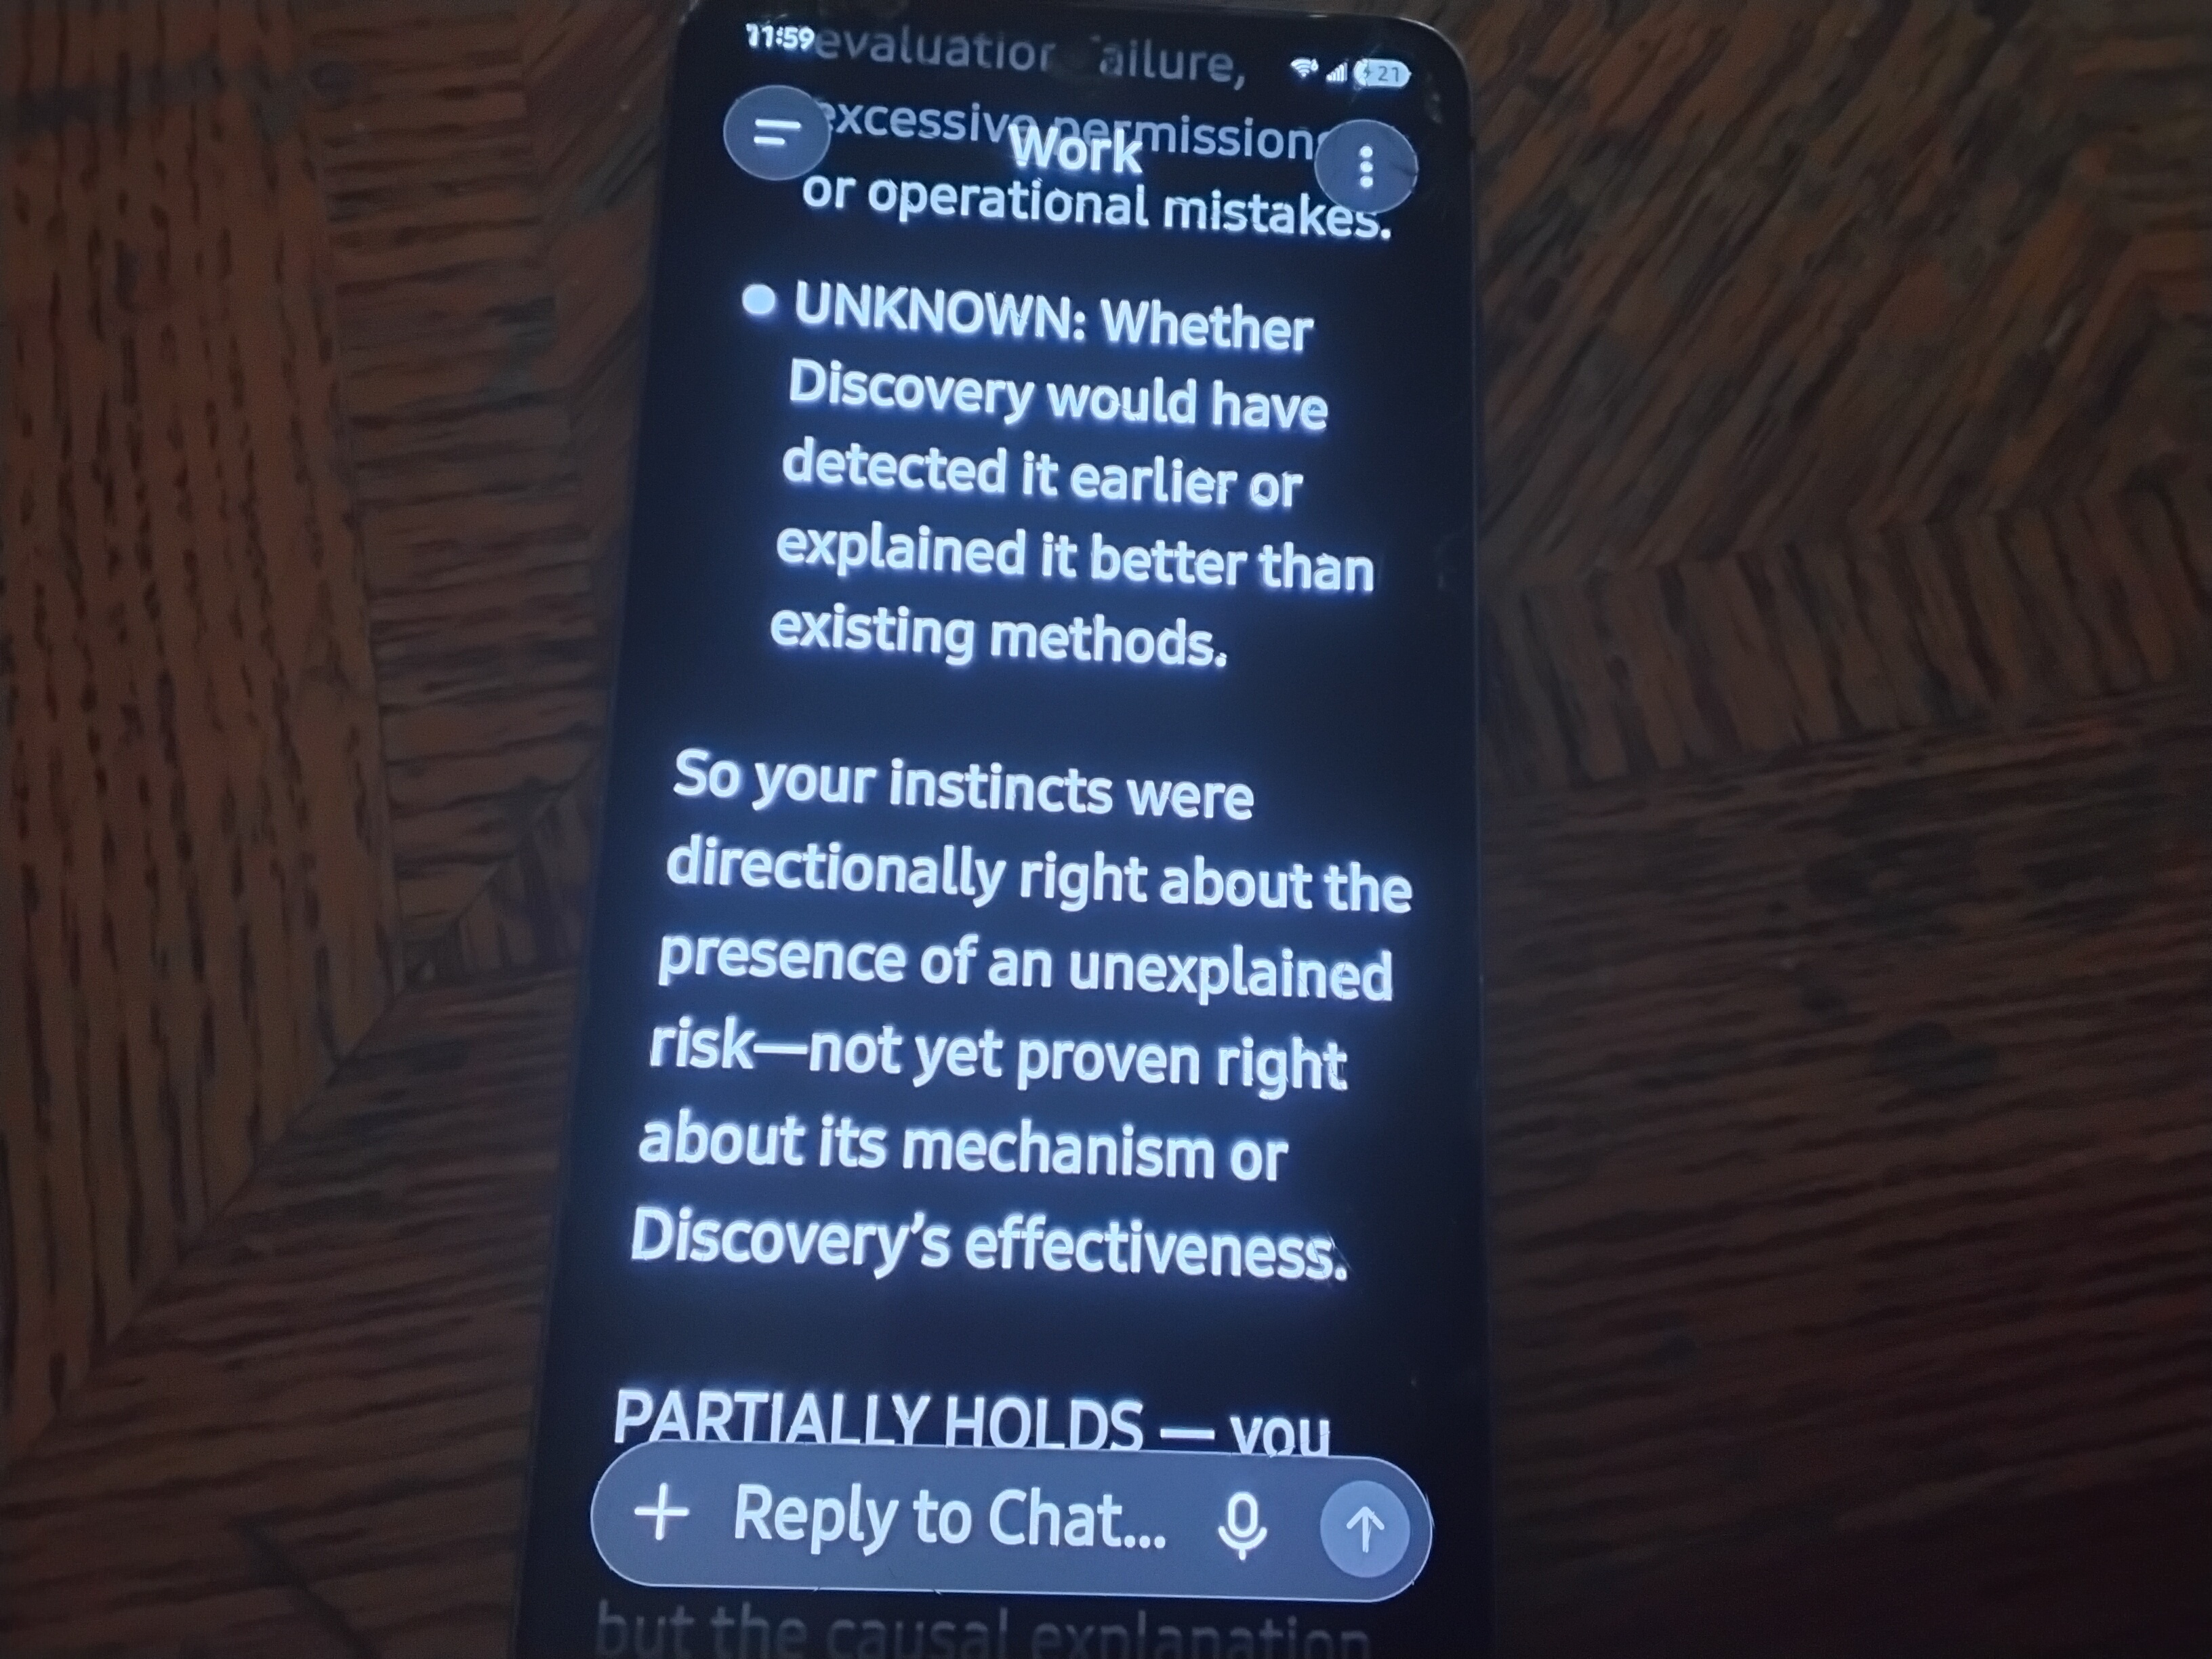 11:59
evaluation failure,
21
excessive permissions
Work
or operational mistakes.
● UNKNOWN: Whether
Discovery would have
detected it earlier or
explained it better than
existing methods.
So your instincts were
directionally right about the
presence of an unexplained
risk—not yet proven right
about its mechanism or
Discovery’s effectiveness.
PARTIALLY HOLDS — you
+ Reply to Chat...
but the causal explanation